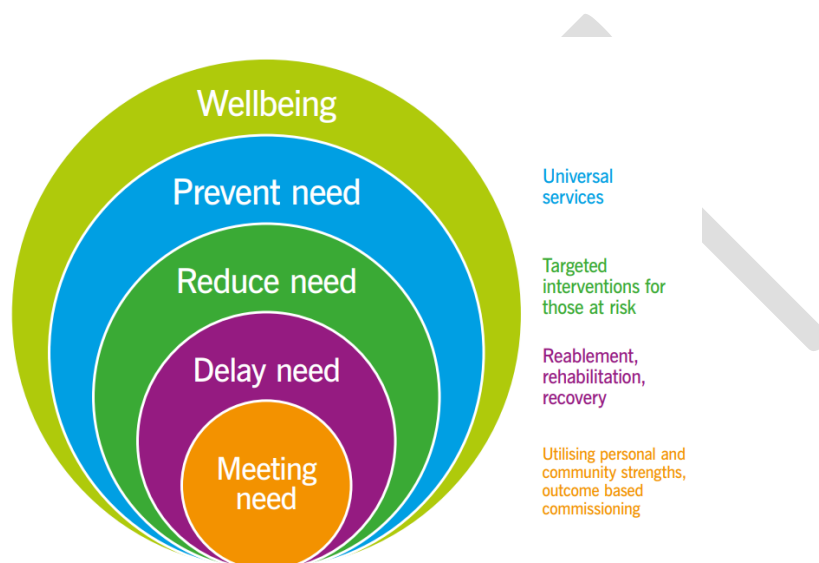 Wellbeing
Prevent need
Universal
services
Reduce need
Targeted
interventions for
those at risk
Delay need
Reablement,
rehabilitation,
recovery
Meeting
need
Utilising personal and
community strengths,
outcome based
commissioning